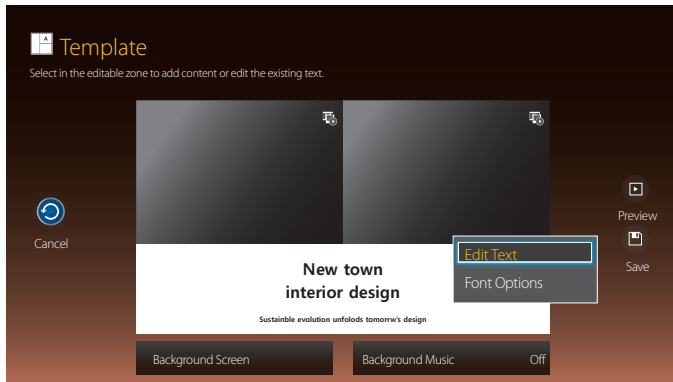 Template
Select in the editable zone to add content or edit the existing text.
Cancel
Preview
Save
Edit Text
Font Options
New town
interior design
Sustainble evolution unfolods tomorrw's design
Background Screen
Background Music Off